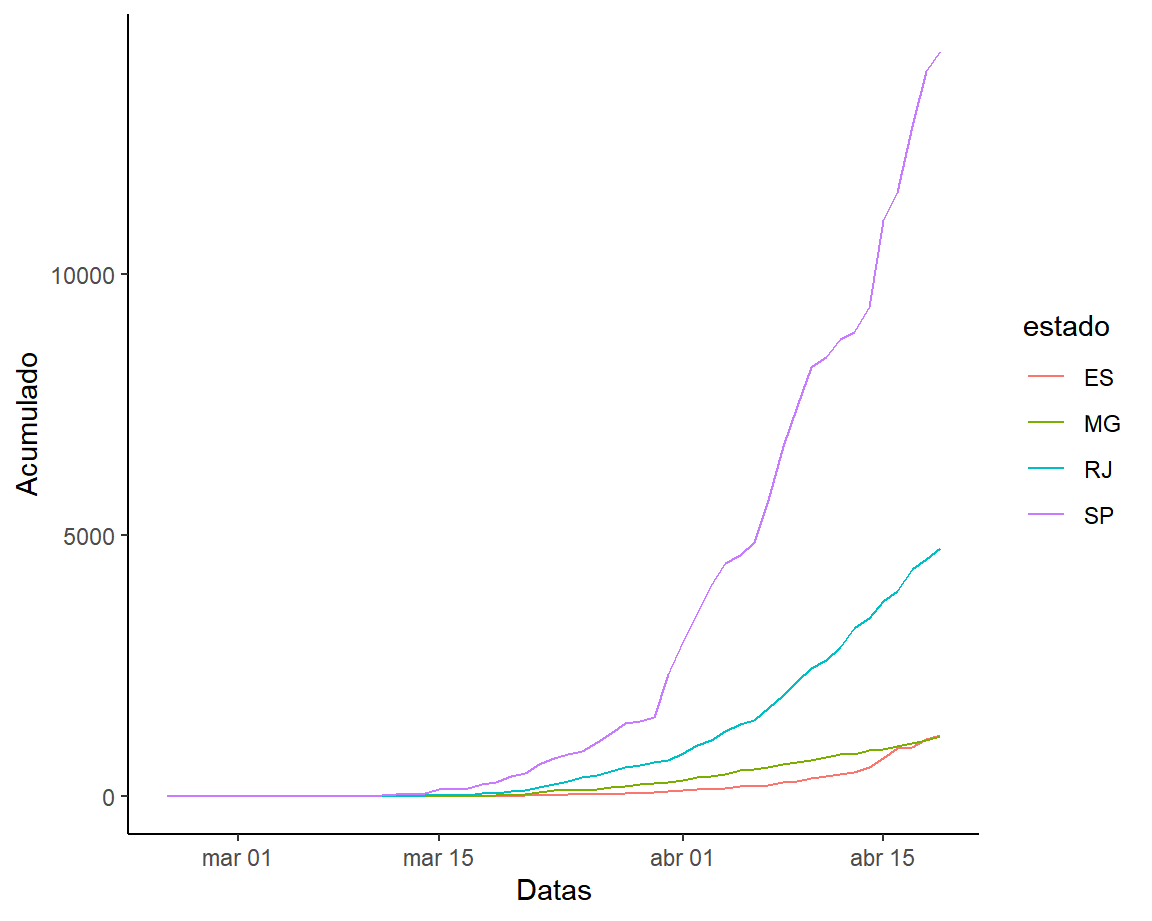 Acumulado
10000
5000
0
mar 01
mar 15
abr 01
abr 15
Datas
estado
ES
MG
RJ
SP